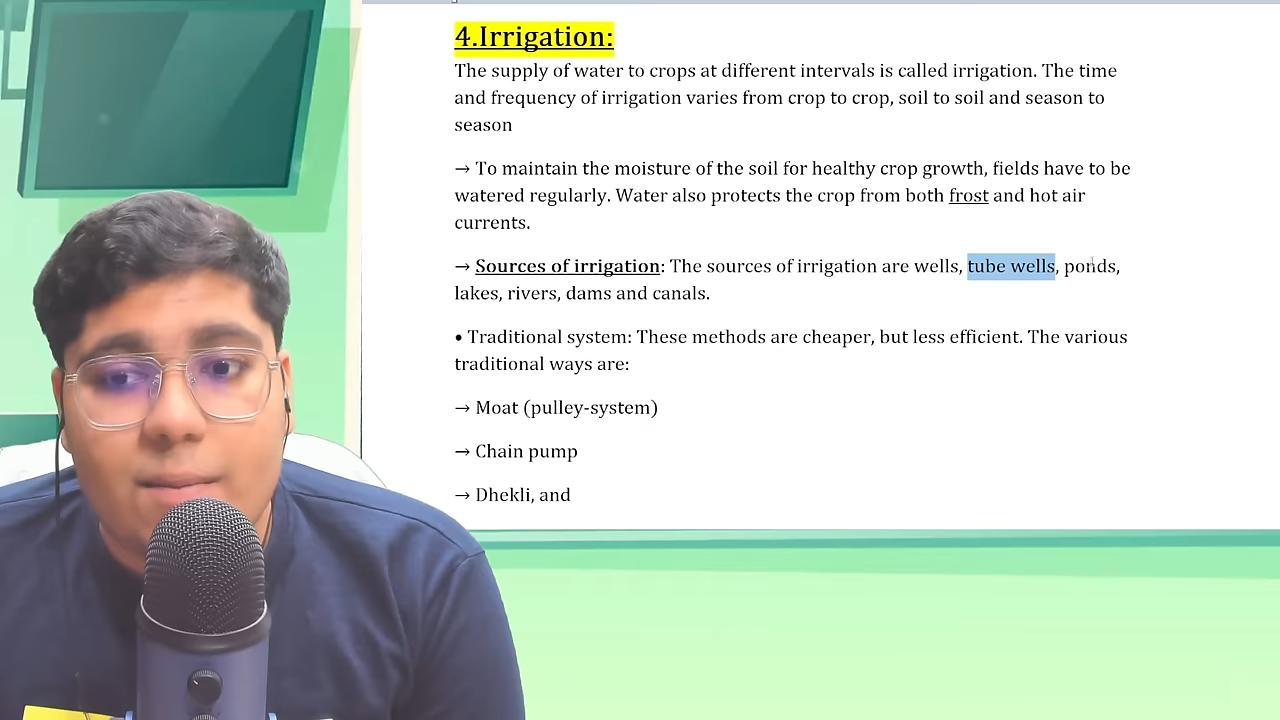 4.Irrigation:
The supply of water to crops at different intervals is called irrigation. The time
and frequency of irrigation varies from crop to crop, soil to soil and season to
season
→ To maintain the moisture of the soil for healthy crop growth, fields have to be
watered regularly. Water also protects the crop from both frost and hot air
currents.
→ Sources of irrigation: The sources of irrigation are wells, tube wells, ponds,
lakes, rivers, dams and canals.
• Traditional system: These methods are cheaper, but less efficient. The various
traditional ways are:
→ Moat (pulley-system)
→ Chain pump
→ Dhekli, and